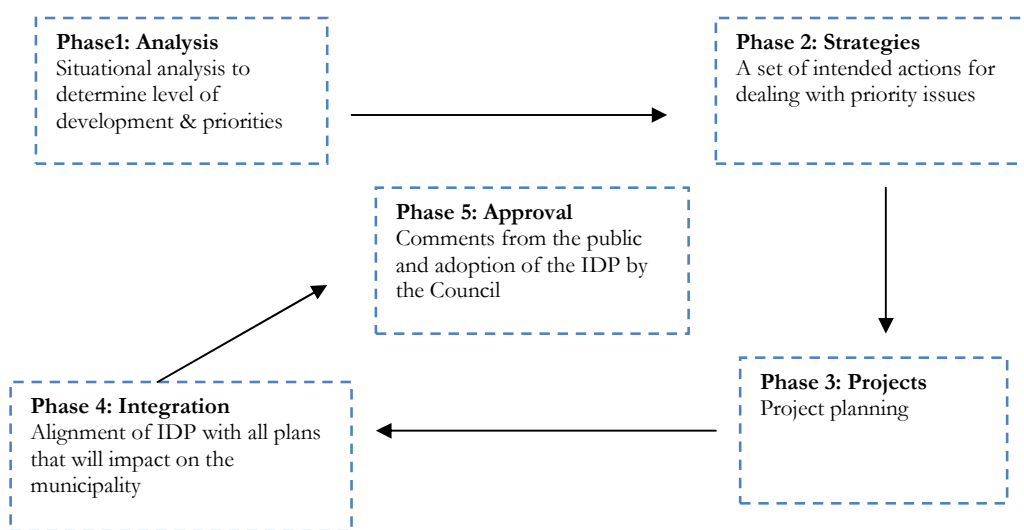 Phase1: Analysis
Situational analysis to
determine level of
development & priorities
Phase 2: Strategies
A set of intended actions for
dealing with priority issues
Phase 3: Projects
Project planning
Phase 4: Integration
Alignment of IDP with all plans
that will impact on the
municipality
Phase 5: Approval
Comments from the public
and adoption of the IDP by
the Council